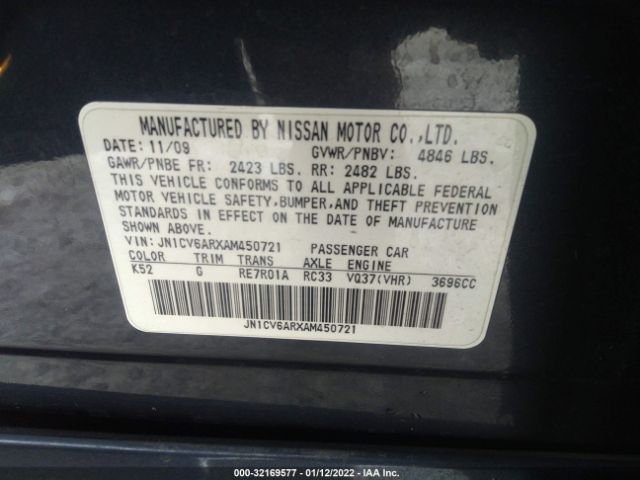 MANUFACTURED BY NISSAN MOTOR CO.,LTD.
DATE: 11/09 GVWR/PNBV: 4846 LBS.
GAWR/PNBE FR: 2423 LBS. RR: 2482 LBS.
THIS VEHICLE CONFORMS TO ALL APPLICABLE FEDERAL
MOTOR VEHICLE SAFETY,BUMPER,AND THEFT PREVENTION
STANDARDS IN EFFECT ON THE DATE OF MANUFACTURE
SHOWN ABOVE.
VIN: JN1CV6ARXAM450721 PASSENGER CAR
COLOR TRIM TRANS AXLE ENGINE
K52 G RE7R01A RC33 VQ37(VHR) 3696CC
JN1CV6ARXAM450721
000-32169577 - 01/12/2022 - IAA Inc.